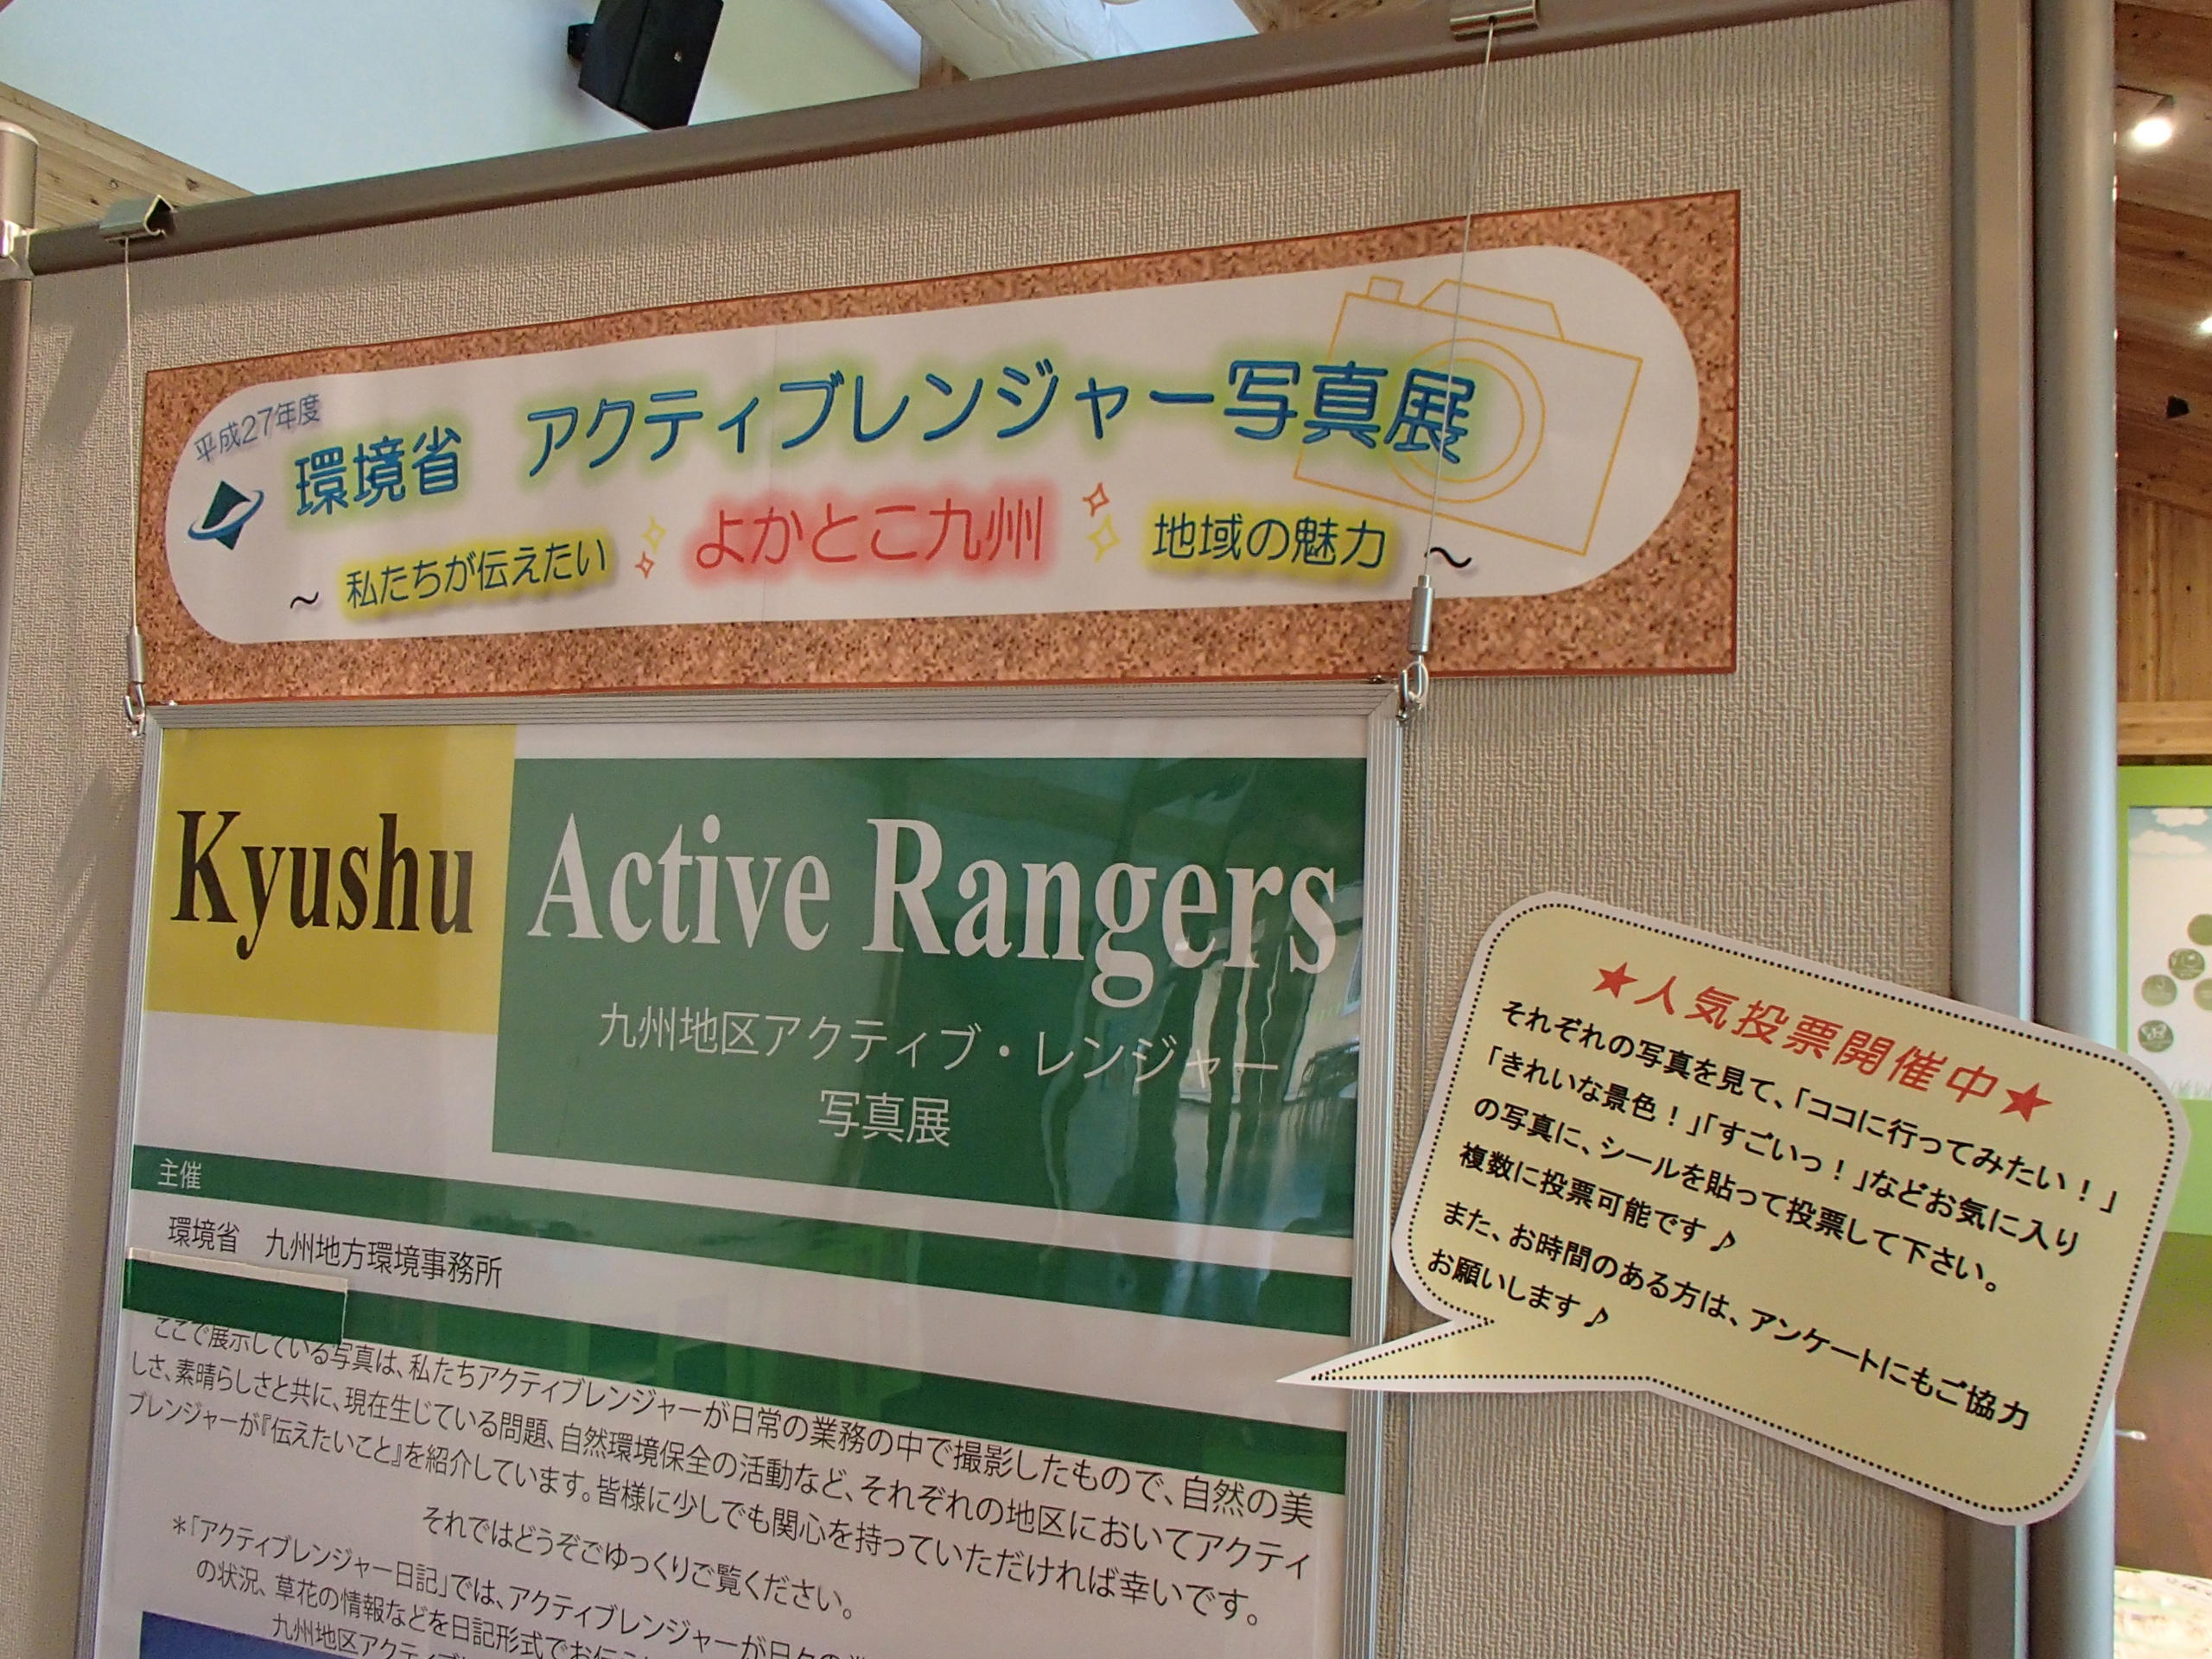 平成27年度
環境省 アクティブレンジャー写真展
～ 私たちが伝えたい よかとこ九州 地域の魅力 ～
Kyushu Active Rangers
九州地区アクティブ・レンジャー
写真展
主催
環境省 九州地方環境事務所
ここで展示している写真は、私たちアクティブレンジャーが日常の業務の中で撮影したもので、自然の美
しさ、素晴らしさと共に、現在生じている問題、自然環境保全の活動など、それぞれの地区においてアクティ
ブレンジャーが『伝えたいこと』を紹介しています。皆様に少しでも関心を持っていただければ幸いです。
それではどうぞごゆっくりご覧ください。
＊「アクティブレンジャー日記」では、アクティブレンジャーが日々の
の状況、草花の情報などを日記形式でお伝え
九州地区アクティブ
★人気投票開催中★
それぞれの写真を見て、「ココに行ってみたい！」
「きれいな景色！」「すごいっ！」などお気に入り
の写真に、シールを貼って投票して下さい。
複数に投票可能です♪
また、お時間のある方は、アンケートにもご協力
お願いします♪